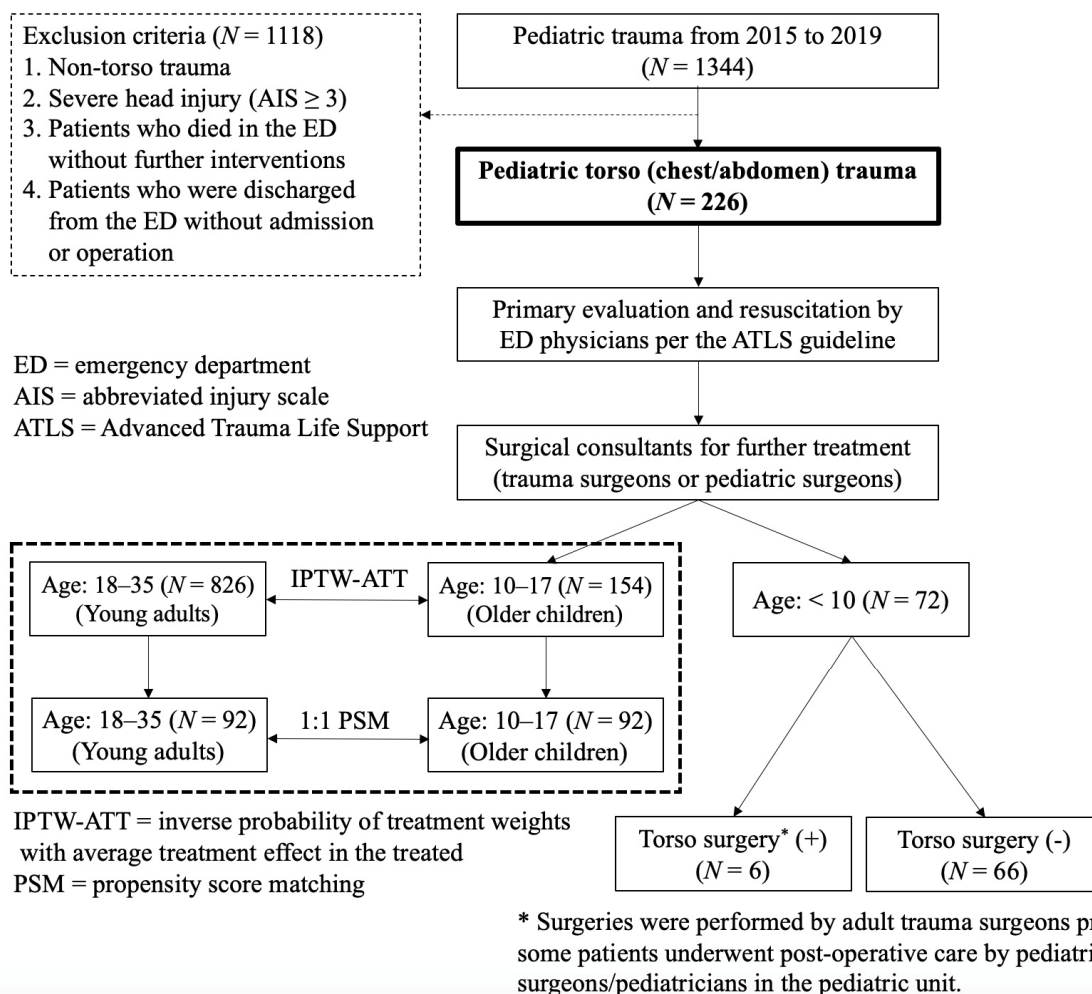 Exclusion criteria (N = 1118)
1. Non-torso trauma
2. Severe head injury (AIS ≥ 3)
3. Patients who died in the ED
without further interventions
4. Patients who were discharged
from the ED without admission
or operation
Pediatric trauma from 2015 to 2019
(N = 1344)
Pediatric torso (chest/abdomen) trauma
(N = 226)
Primary evaluation and resuscitation by
ED physicians per the ATLS guideline
ED = emergency department
AIS = abbreviated injury scale
ATLS = Advanced Trauma Life Support
Surgical consultants for further treatment
(trauma surgeons or pediatric surgeons)
Age: 18–35 (N = 826)
(Young adults)
IPTW-ATT
Age: 10–17 (N = 154)
(Older children)
Age: < 10 (N = 72)
Age: 18–35 (N = 92)
(Young adults)
1:1 PSM
Age: 10–17 (N = 92)
(Older children)
IPTW-ATT = inverse probability of treatment weights
with average treatment effect in the treated
PSM = propensity score matching
Torso surgery* (+)
(N = 6)
Torso surgery (-)
(N = 66)
* Surgeries were performed by adult trauma surgeons
some patients underwent post-operative care by
surgeons/pediatricians in the pediatric unit.